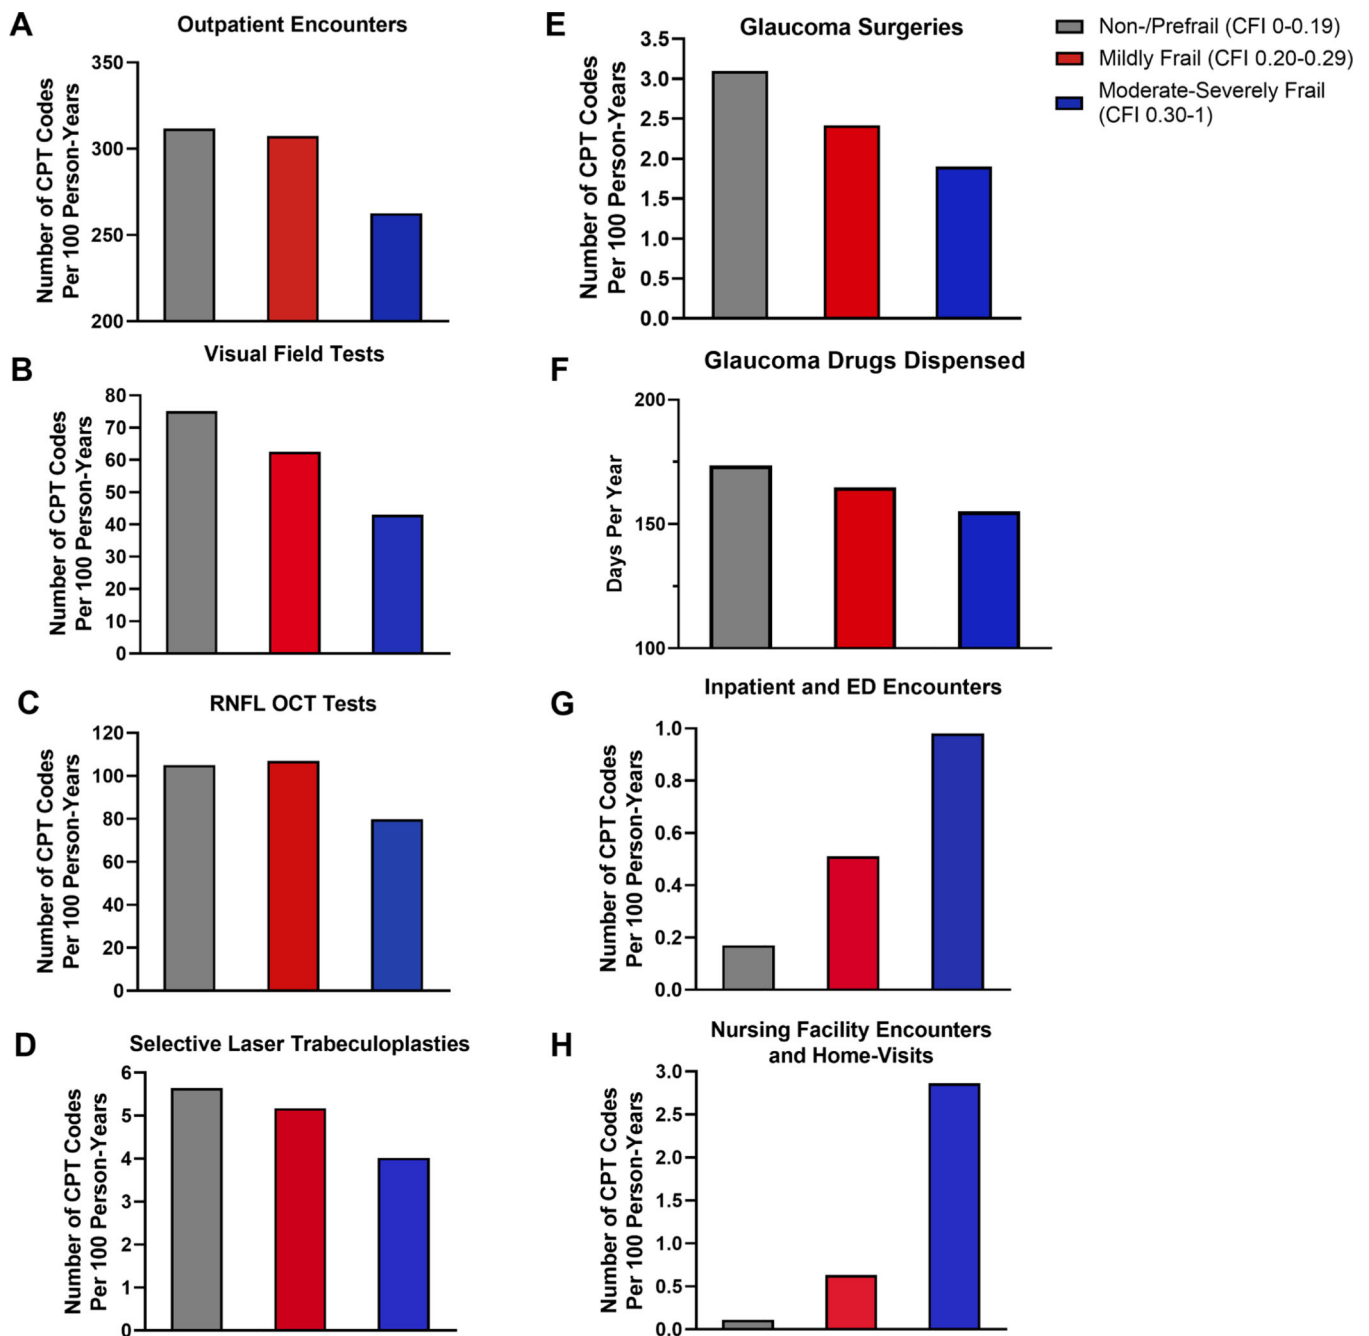 A
Outpatient Encounters
Number of CPT Codes
Per 100 Person-Years
350
300
250
200
B
Visual Field Tests
Number of CPT Codes
Per 100 Person-Years
80
70
60
50
40
30
20
10
0
C
RNFL OCT Tests
Number of CPT Codes
Per 100 Person-Years
120
100
80
60
40
20
0
D
Selective Laser Trabeculoplasties
Number of CPT Codes
Per 100 Person-Years
6
5
4
3
2
1
0
E
Glaucoma Surgeries
Number of CPT Codes
Per 100 Person-Years
3.5
3.0
2.5
2.0
1.5
1.0
0.5
0.0
Non-/Prefrail (CFI 0-0.19)
Mildly Frail (CFI 0.20-0.29)
Moderate-Severely Frail
(CFI 0.30-1)
F
Glaucoma Drugs Dispensed
Days Per Year
200
150
100
G
Inpatient and ED Encounters
Number of CPT Codes
Per 100 Person-Years
1.0
0.8
0.6
0.4
0.2
0.0
H
Nursing Facility Encounters
and Home-Visits
Number of CPT Codes
Per 100 Person-Years
3.0
2.5
2.0
1.5
1.0
0.5
0.0